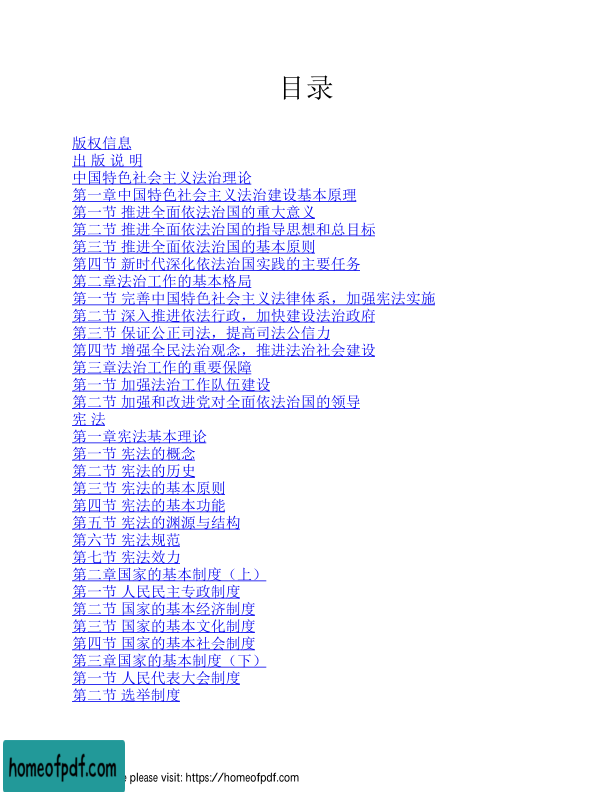 目录
版权信息
出 版 说 明
中国特色社会主义法治理论
第一章中国特色社会主义法治建设基本原理
第一节 推进全面依法治国的重大意义
第二节 推进全面依法治国的指导思想和总目标
第三节 推进全面依法治国的基本原则
第四节 新时代深化依法治国实践的主要任务
第二章法治工作的基本格局
第一节 完善中国特色社会主义法律体系，加强宪法实施
第二节 深入推进依法行政，加快建设法治政府
第三节 保证公正司法，提高司法公信力
第四节 增强全民法治观念，推进法治社会建设
第三章法治工作的重要保障
第一节 加强法治工作队伍建设
第二节 加强和改进党对全面依法治国的领导
宪 法
第一章宪法基本理论
第一节 宪法的概念
第二节 宪法的历史
第三节 宪法的基本原则
第四节 宪法的基本功能
第五节 宪法的渊源与结构
第六节 宪法规范
第七节 宪法效力
第二章国家的基本制度（上）
第一节 人民民主专政制度
第二节 国家的基本经济制度
第三节 国家的基本文化制度
第四节 国家的基本社会制度
第三章国家的基本制度（下）
第一节 人民代表大会制度
第二节 选举制度
homeofpdf.com
please visit: https://homeofpdf.com